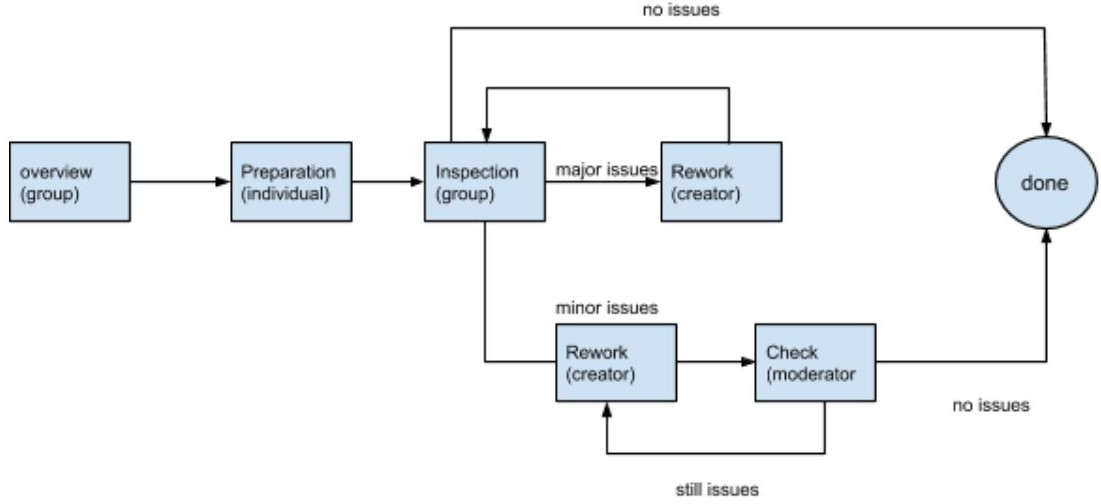 no issues
overview
(group)
Preparation
(individual)
Inspection
(group)
major issues
Rework
(creator)
done
minor issues
Rework
(creator)
Check
(moderator
no issues
still issues